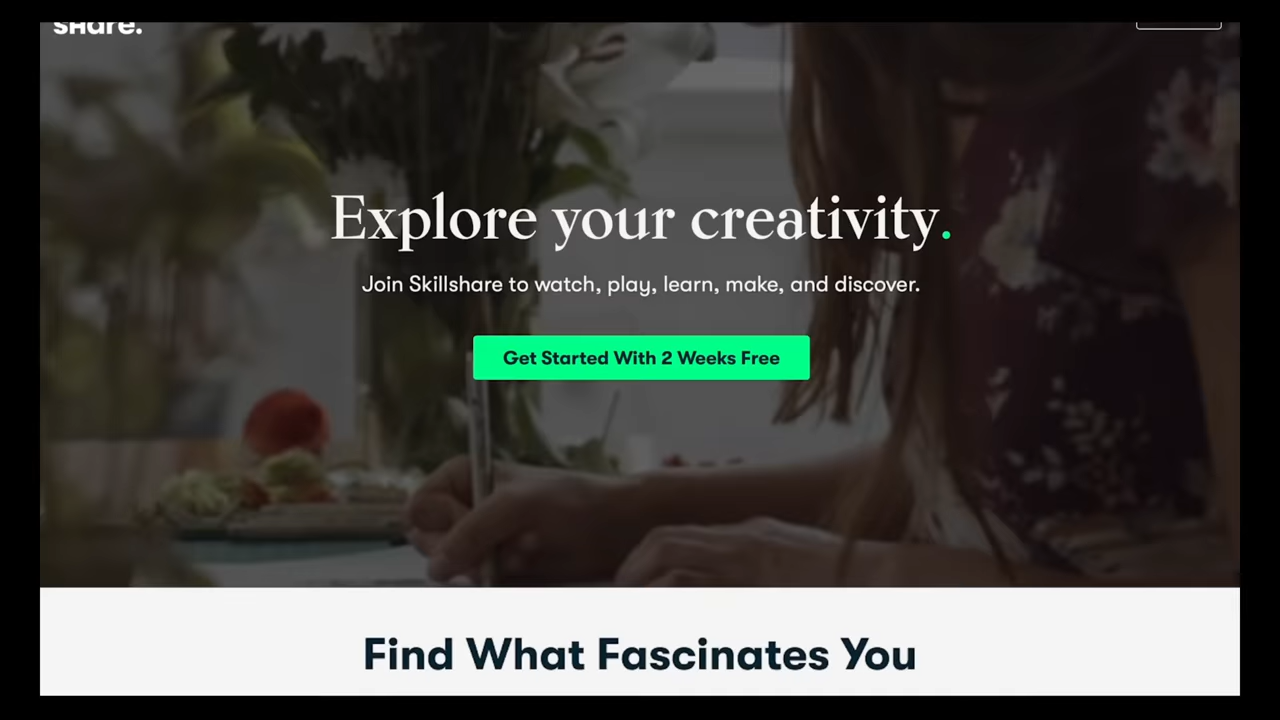 sHare.
Explore your creativity.
Join Skillshare to watch, play, learn, make, and discover.
Get Started With 2 Weeks Free
Find What Fascinates You